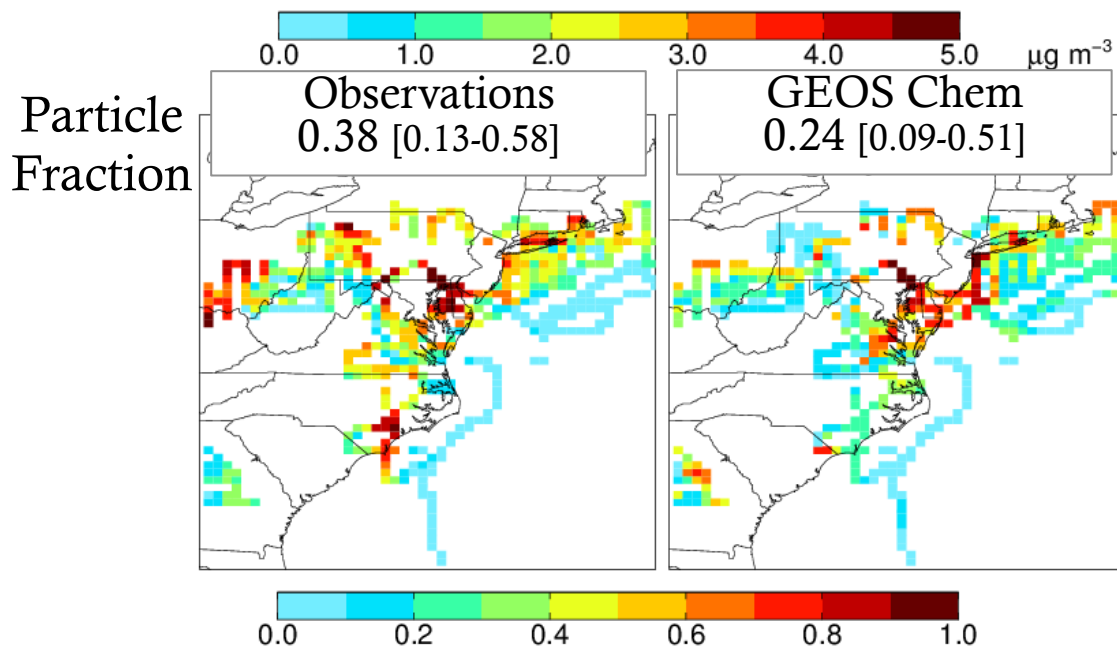 0.0 1.0 2.0 3.0 4.0 5.0 μg m⁻³
Particle
Fraction
Observations
0.38 [0.13-0.58]
GEOS Chem
0.24 [0.09-0.51]
0.0 0.2 0.4 0.6 0.8 1.0